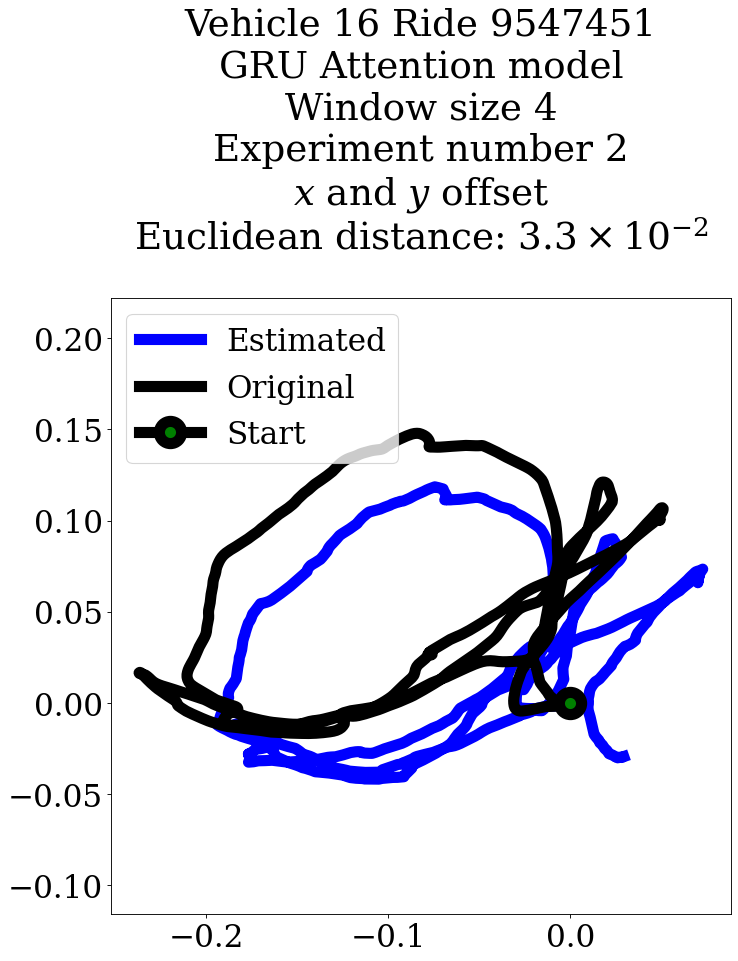 Vehicle 16 Ride 9547451
GRU Attention model
Window size 4
Experiment number 2
x and y offset
Euclidean distance: 3.3 × 10⁻²
Estimated
Original
Start
0.20
0.15
0.10
0.05
0.00
−0.05
−0.10
−0.2 −0.1 0.0